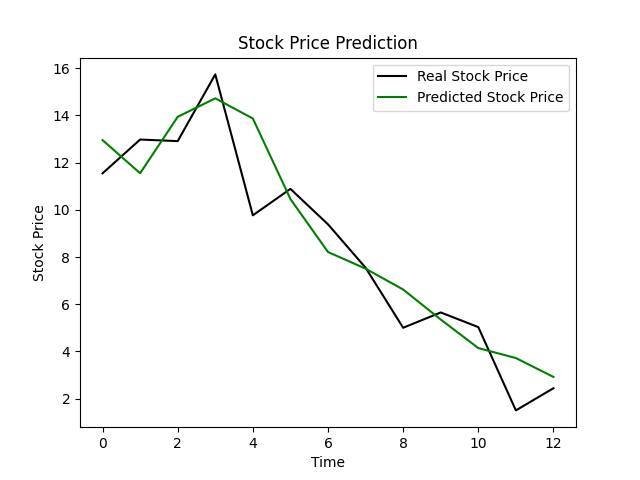 Stock Price Prediction
Real Stock Price
Predicted Stock Price
Stock Price
16
14
12
10
8
6
4
2
0 2 4 6 8 10 12
Time